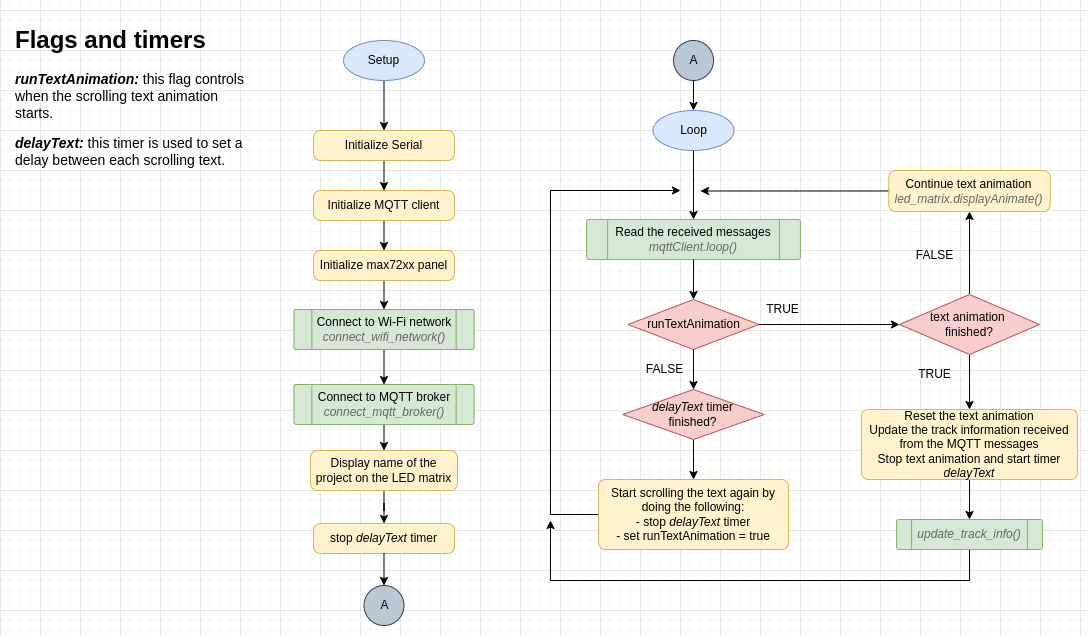 Flags and timers
runTextAnimation: this flag controls
when the scrolling text animation
starts.
delayText: this timer is used to set a
delay between each scrolling text.
Setup
Initialize Serial
Initialize MQTT client
Initialize max72xx panel
Connect to Wi-Fi network
connect_wifi_network()
Connect to MQTT broker
connect_mqtt_broker()
Display name of the
project on the LED matrix
stop delayText timer
A
A
Loop
Read the received messages
mqttClient.loop()
runTextAnimation
TRUE
FALSE
delayText timer
finished?
Start scrolling the text again by
doing the following:
- stop delayText timer
- set runTextAnimation = true
Continue text animation
led_matrix.displayAnimate()
FALSE
text animation
finished?
TRUE
Reset the text animation
Update the track information received
from the MQTT messages
Stop text animation and start timer
delayText
update_track_info()